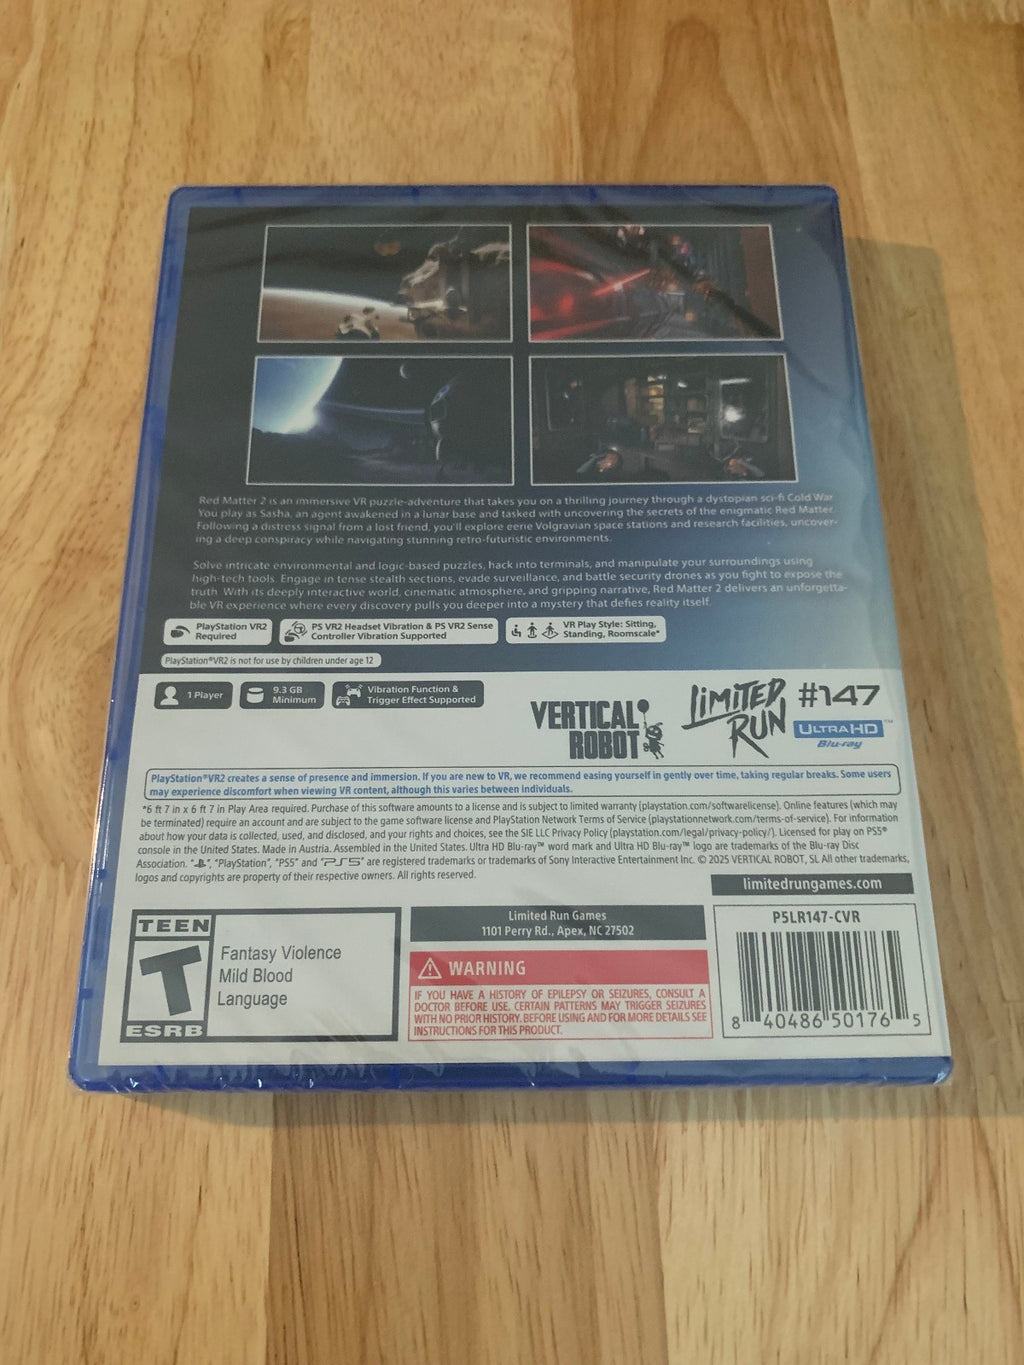 Red Matter 2 is an immersive VR puzzle-adventure that takes you on a thrilling journey through a dystopian sci-fi Cold War.
You play as Sasha, an agent awakened in a lunar base and tasked with uncovering the secrets of the enigmatic Red Matter.
Following a distress signal from a lost friend, you'll explore eerie Volgravian space stations and research facilities, uncover-
ing a deep conspiracy while navigating stunning retro-futuristic environments.
Solve intricate environmental and logic-based puzzles, hack into terminals, and manipulate your surroundings using
high-tech tools. Engage in tense stealth sections, evade surveillance, and battle security drones as you fight to expose the
truth. With its deeply interactive world, cinematic atmosphere, and gripping narrative, Red Matter 2 delivers an unforgetta-
ble VR experience where every discovery pulls you deeper into a mystery that defies reality itself.
PlayStation VR2
Required
PS VR2 Headset Vibration & PS VR2 Sense
Controller Vibration Supported
VR Play Style: Sitting,
Standing, Roomscale*
PlayStation®VR2 is not for use by children under age 12
1 Player
9.3 GB
Minimum
Vibration Function &
Trigger Effect Supported
VERTICAL
ROBOT
LIMITED
RUN
#147
ULTRA HD™
Blu-ray
PlayStation®VR2 creates a sense of presence and immersion. If you are new to VR, we recommend easing yourself in gently over time, taking regular breaks. Some users
may experience discomfort when viewing VR content, although this varies between individuals.
*6 ft 7 in x 6 ft 7 in Play Area required. Purchase of this software amounts to a license and is subject to limited warranty (playstation.com/softwarelicense). Online features (which may
be terminated) require an account and are subject to the game software license and PlayStation Network Terms of Service (playstationnetwork.com/terms-of-service). For information
about how your data is collected, used, and disclosed, and your rights and choices, see the SIE LLC Privacy Policy (playstation.com/legal/privacy-policy/). Licensed for play on PS5®
console in the United States. Made in Austria. Assembled in the United States. Ultra HD Blu-ray™ word mark and Ultra HD Blu-ray™ logo are trademarks of the Blu-ray Disc
Association. "", "PlayStation", "PS5" and "PS5" are registered trademarks or trademarks of Sony Interactive Entertainment Inc. © 2025 VERTICAL ROBOT, SL All other trademarks,
logos and copyrights are property of their respective owners. All rights reserved.
limitedrungames.com
TEEN
T
ESRB
Fantasy Violence
Mild Blood
Language
Limited Run Games
1101 Perry Rd., Apex, NC 27502
WARNING
IF YOU HAVE A HISTORY OF EPILEPSY OR SEIZURES, CONSULT A
DOCTOR BEFORE USE. CERTAIN PATTERNS MAY TRIGGER SEIZURES
WITH NO PRIOR HISTORY. BEFORE USING AND FOR MORE DETAILS SEE
INSTRUCTIONS FOR THIS PRODUCT.
P5LR147-CVR
8 40486 50176 5